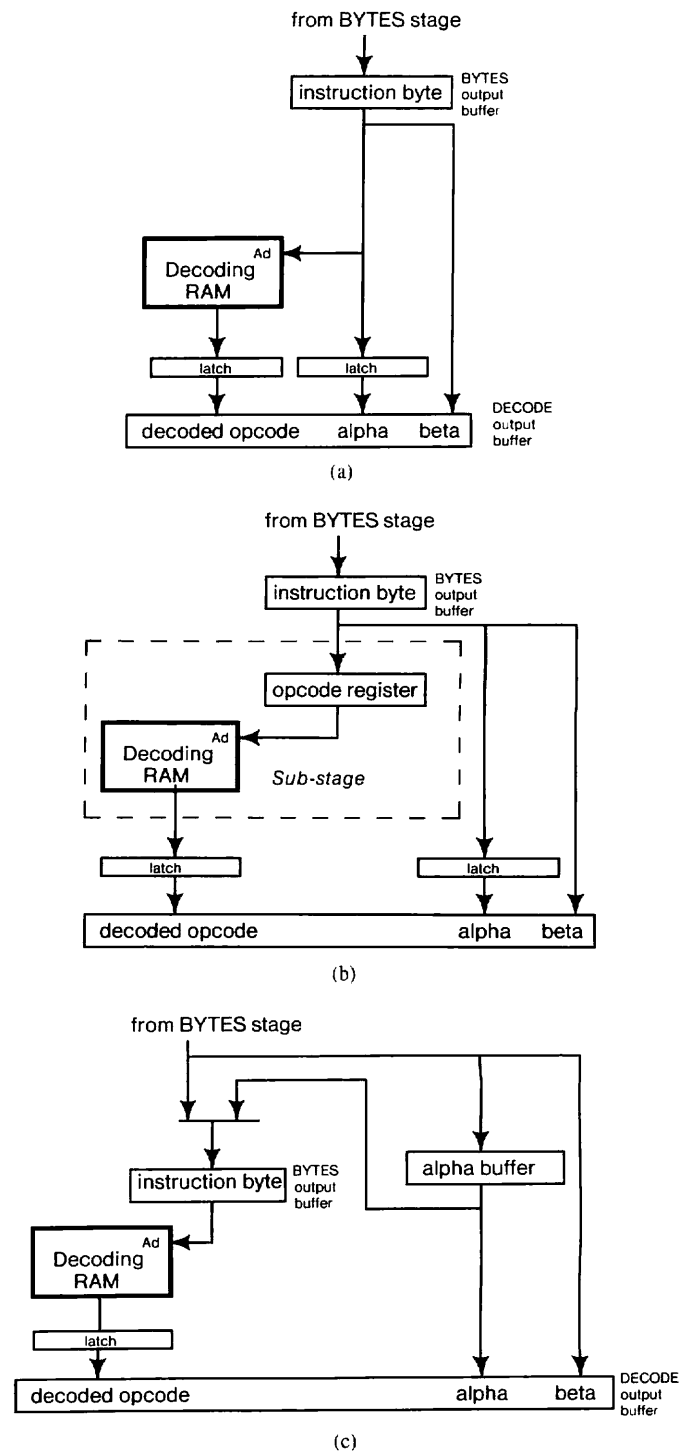 from BYTES stage
instruction byte
BYTES
output
buffer
Ad
Decoding
RAM
latch
latch
decoded opcode alpha beta
DECODE
output
buffer
(a)
from BYTES stage
instruction byte
BYTES
output
buffer
opcode register
Ad
Decoding
RAM
Sub-stage
latch
latch
decoded opcode alpha beta
(b)
from BYTES stage
alpha buffer
instruction byte
BYTES
output
buffer
Ad
Decoding
RAM
latch
decoded opcode alpha beta
DECODE
output
buffer
(c)